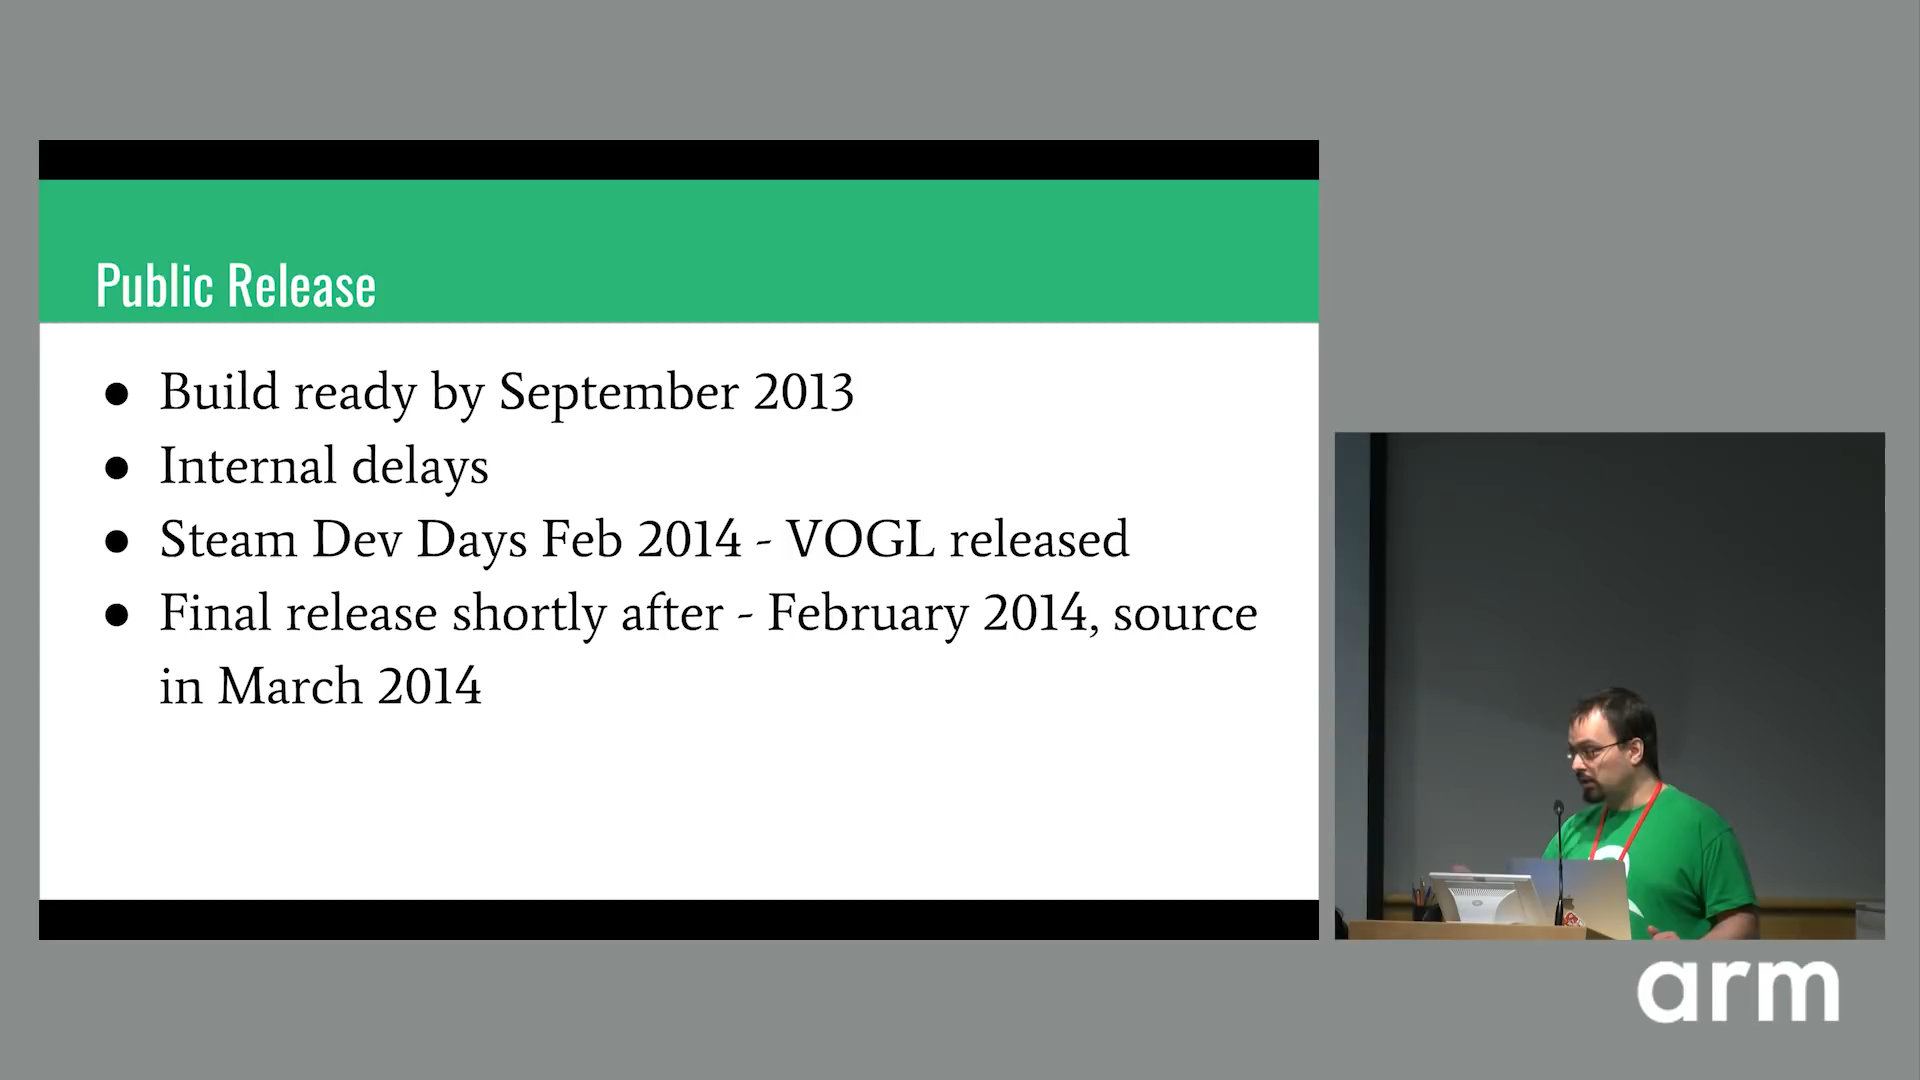 Public Release
● Build ready by September 2013
● Internal delays
● Steam Dev Days Feb 2014 - VOGL released
● Final release shortly after - February 2014, source
in March 2014
arm